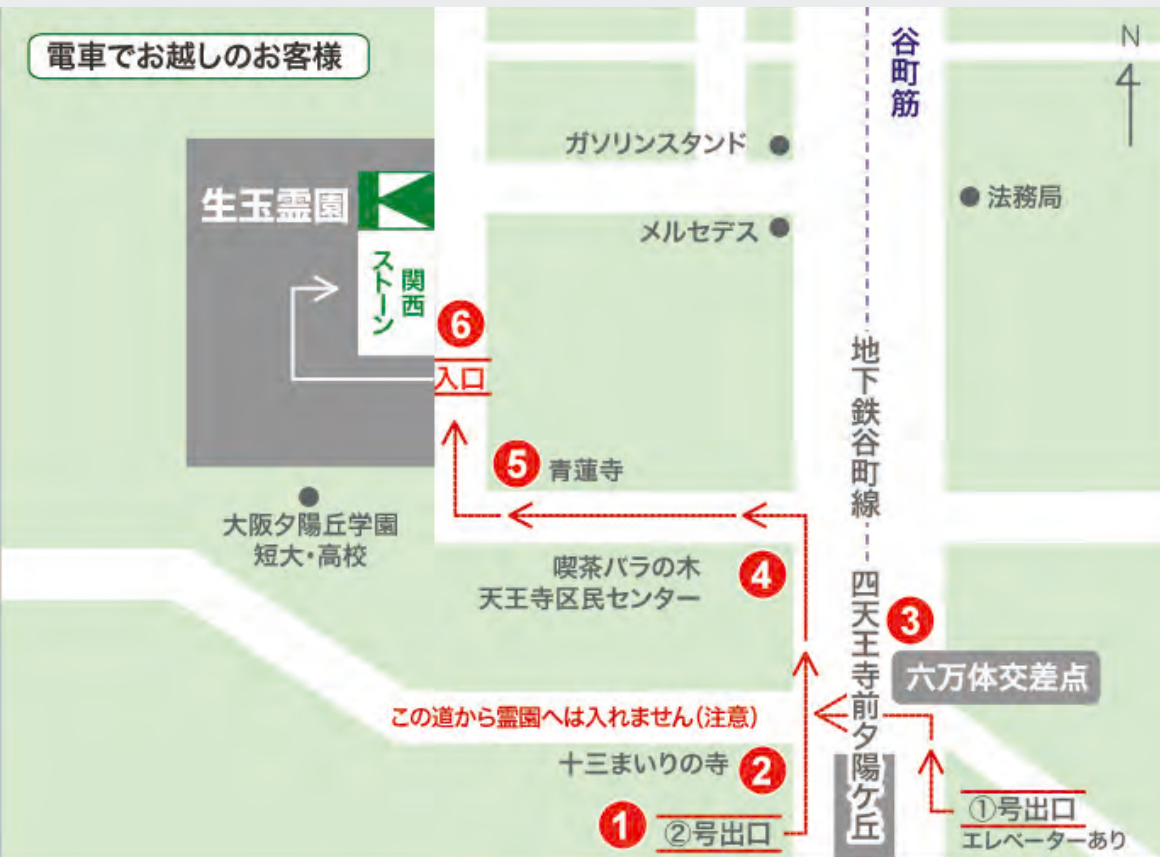 電車でお越しのお客様
谷町筋
N
ガソリンスタンド
法務局
メルセデス
生玉霊園
関西
ストーン
6
入口
地下鉄谷町線
5
青蓮寺
大阪夕陽丘学園
短大・高校
喫茶バラの木
天王寺区民センター
4
四天王寺前夕陽ケ丘
3
六万体交差点
この道から霊園へは入れません(注意)
十三まいりの寺
2
1
②号出口
①号出口
エレベーターあり